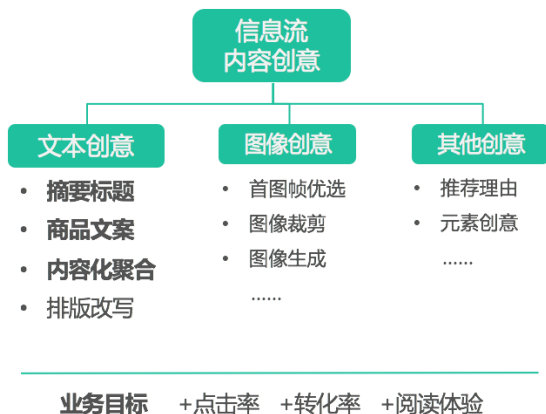 信息流
内容创意
文本创意
图像创意
其他创意
• 摘要标题
• 商品文案
• 内容化聚合
• 排版改写
• 首图帧优选
• 图像裁剪
• 图像生成
......
• 推荐理由
• 元素创意
......
业务目标 +点击率 +转化率 +阅读体验